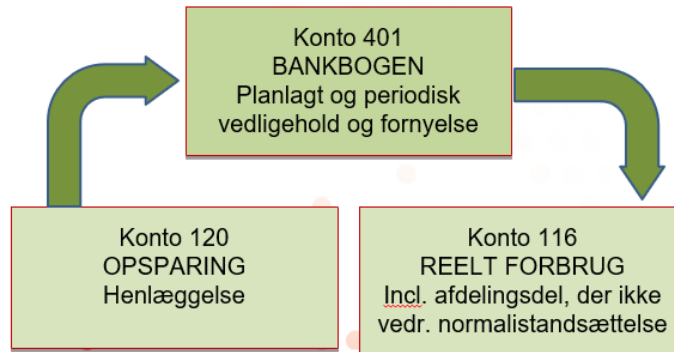 Konto 401
BANKBOGEN
Planlagt og periodisk
vedligehold og fornyelse
Konto 120
OPSPARING
Henlæggelse
Konto 116
REELT FORBRUG
Incl. afdelingsdel, der ikke
vedr. normalistandsættelse